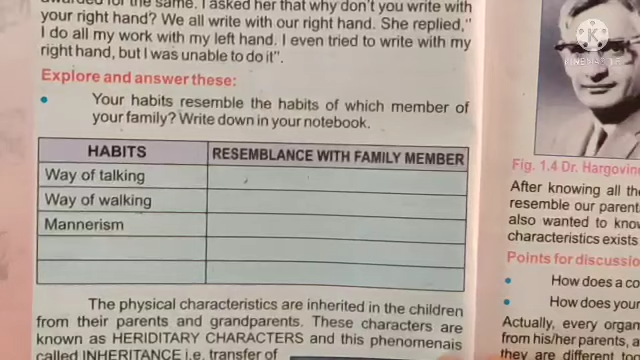 awarded for the same. I asked her that why don't you write with
your right hand? We all write with our right hand. She replied,"
I do all my work with my left hand. I even tried to write with my
right hand, but I was unable to do it".
Explore and answer these:
• Your habits resemble the habits of which member of
your family? Write down in your notebook.
HABITS RESEMBLANCE WITH FAMILY MEMBER
Way of talking
Way of walking
Mannerism
The physical characteristics are inherited in the children
from their parents and grandparents. These characters are
known as HERIDITARY CHARACTERS and this phenomenais
called INHERITANCE i.e. transfer of
KINEMASTER
Fig. 1.4 Dr. Hargovin
After knowing all the
resemble our parent
also wanted to know
characteristics exists
Points for discussio
• How does a co
• How does your
Actually, every organ
from his/her parents, a
they are different too